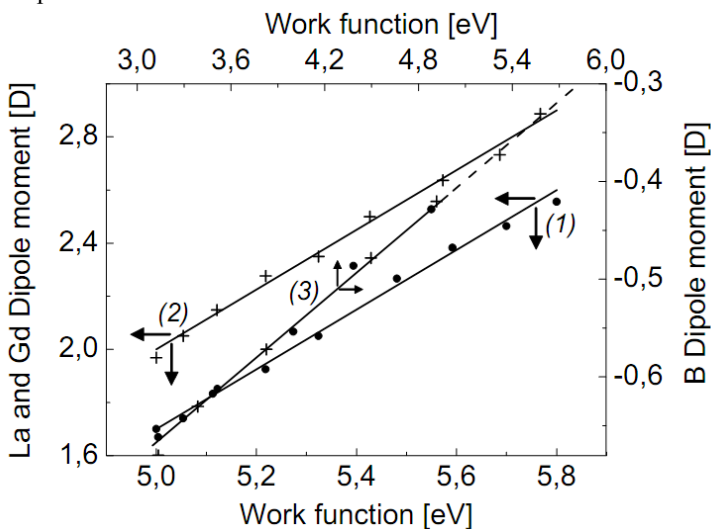 Work function [eV]
3,0 3,6 4,2 4,8 5,4 6,0
La and Gd Dipole moment [D]
2,8
2,4
2,0
1,6
-0,3
-0,4
-0,5
-0,6
B Dipole moment [D]
(1)
(2)
(3)
5,0 5,2 5,4 5,6 5,8
Work function [eV]